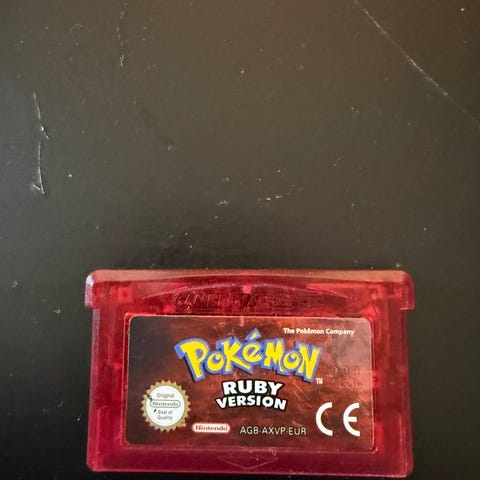 GAME BOY ADVANCE
The Pokémon Company
POKéMON
TM
RUBY
VERSION
Original
Nintendo
Seal of
Quality
Nintendo
AGB-AXVP-EUR
CE